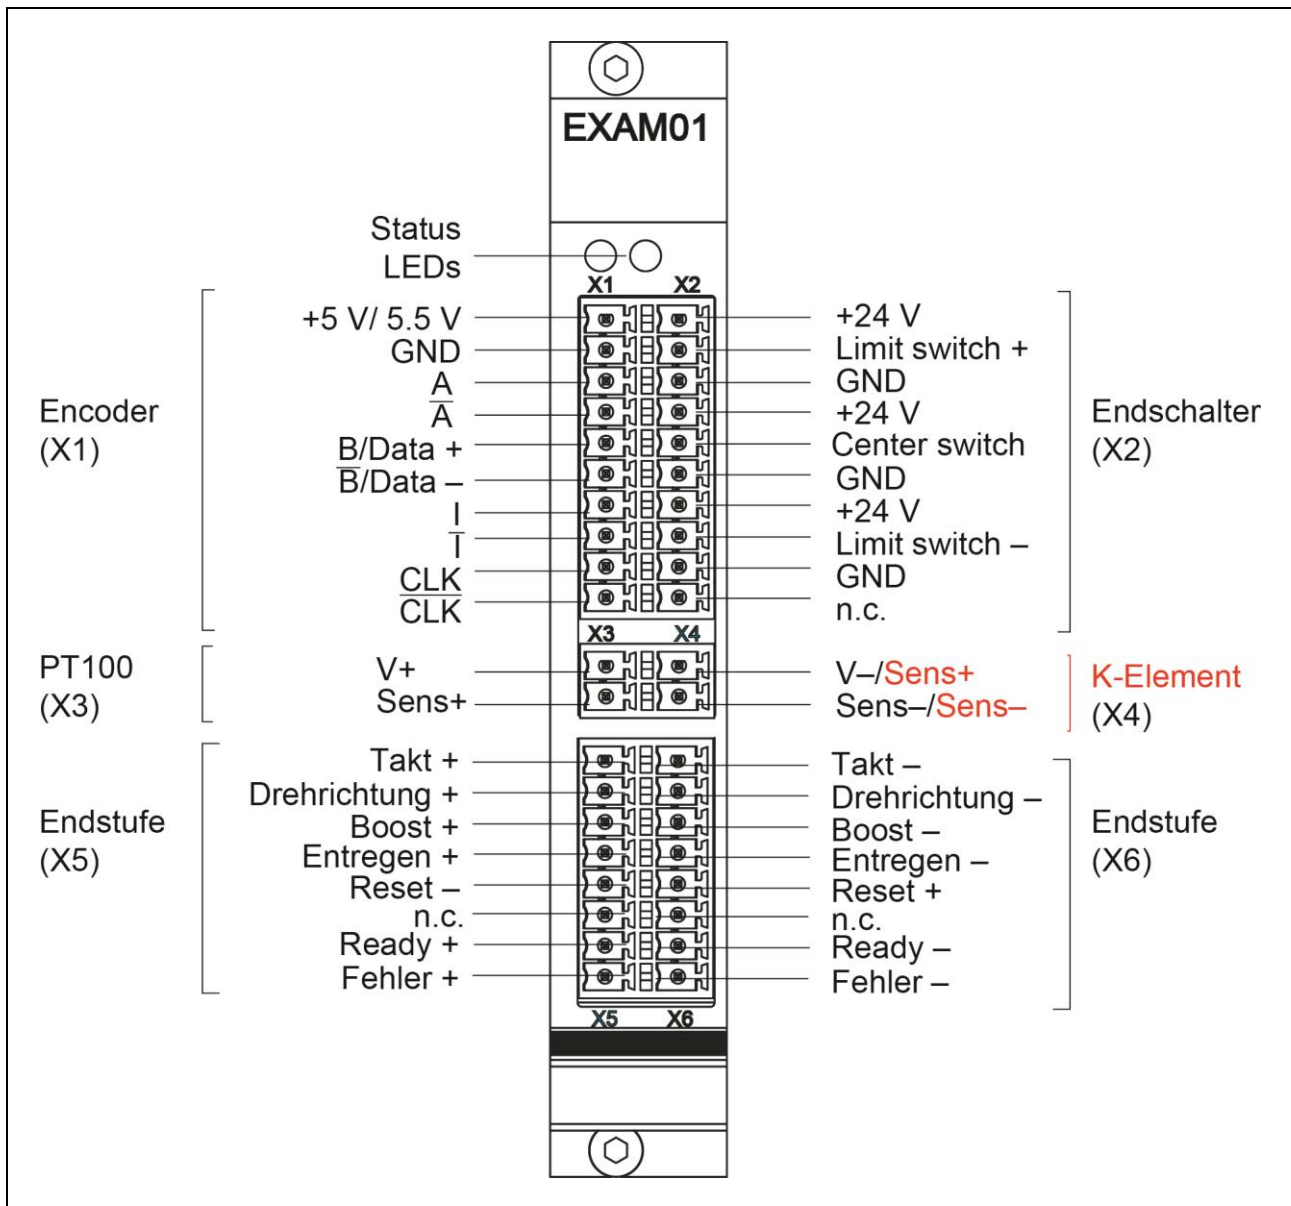 EXAM01
Status
LEDs
X1 X2
Encoder
(X1)
+5 V/ 5.5 V
GND
A
A̅
B/Data +
B̅/Data –
I
I̅
CLK
C̅L̅K̅
+24 V
Limit switch +
GND
+24 V
Center switch
GND
+24 V
Limit switch –
GND
n.c.
Endschalter
(X2)
X3 X4
PT100
(X3)
V+
Sens+
V–/Sens+
Sens–/Sens–
K-Element
(X4)
Endstufe
(X5)
Takt +
Drehrichtung +
Boost +
Entregen +
Reset –
n.c.
Ready +
Fehler +
Takt –
Drehrichtung –
Boost –
Entregen –
Reset +
n.c.
Ready –
Fehler –
Endstufe
(X6)
X5 X6